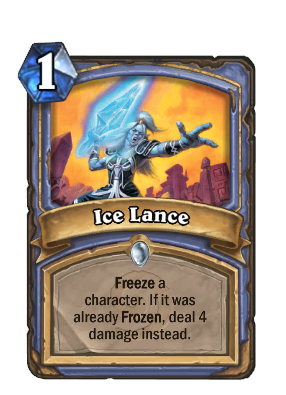 1
Ice Lance
Freeze a
character. If it was
already Frozen, deal 4
damage instead.